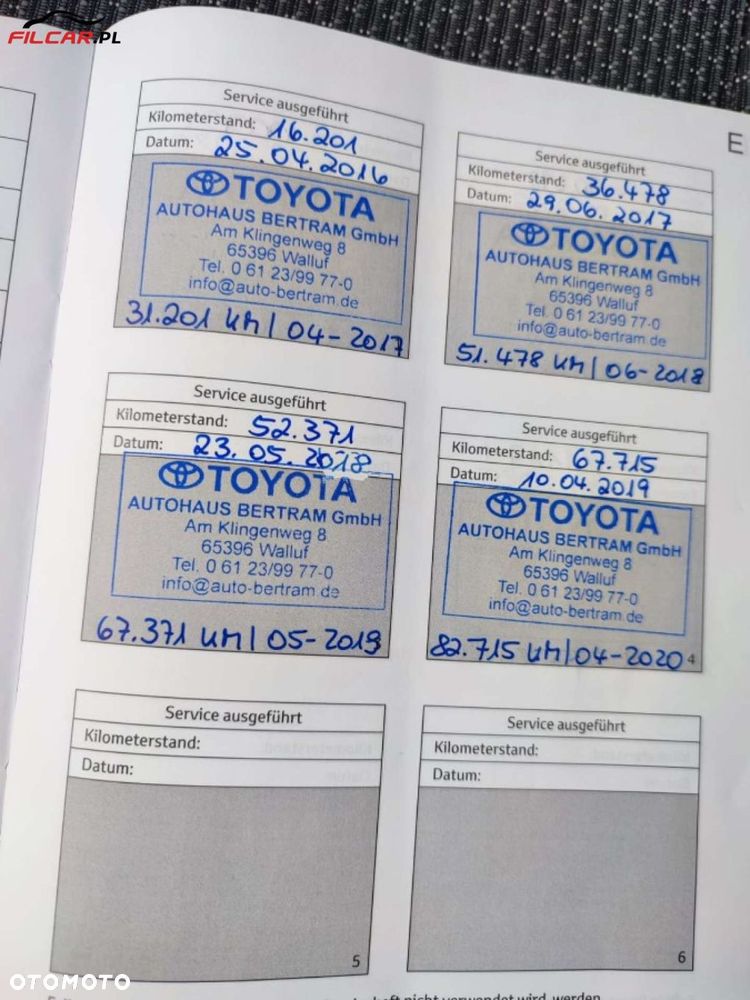 FILCAR.PL
E
Service ausgeführt
Kilometerstand: 16.201
Datum: 25.04.2016
TOYOTA
AUTOHAUS BERTRAM GmbH
Am Klingenweg 8
65396 Walluf
Tel. 0 61 23/99 77-0
info@auto-bertram.de
31.201 KM | 04-2017
Service ausgeführt
Kilometerstand: 36.478
Datum: 29.06.2017
TOYOTA
AUTOHAUS BERTRAM GmbH
Am Klingenweg 8
65396 Walluf
Tel. 0 61 23/99 77-0
info@auto-bertram.de
51.478 KM | 06-2018
Service ausgeführt
Kilometerstand: 52.371
Datum: 23.05.2018
TOYOTA
AUTOHAUS BERTRAM GmbH
Am Klingenweg 8
65396 Walluf
Tel. 0 61 23/99 77-0
info@auto-bertram.de
67.371 KM | 05-2019
Service ausgeführt
Kilometerstand: 67.715
Datum: 10.04.2019
TOYOTA
AUTOHAUS BERTRAM GmbH
Am Klingenweg 8
65396 Walluf
Tel. 0 61 23/99 77-0
info@auto-bertram.de
82.715 KM | 04-2020 4
Service ausgeführt
Kilometerstand:
Datum:
5
Service ausgeführt
Kilometerstand:
Datum:
6
nicht verwendet wird, werden
OTOMOTO